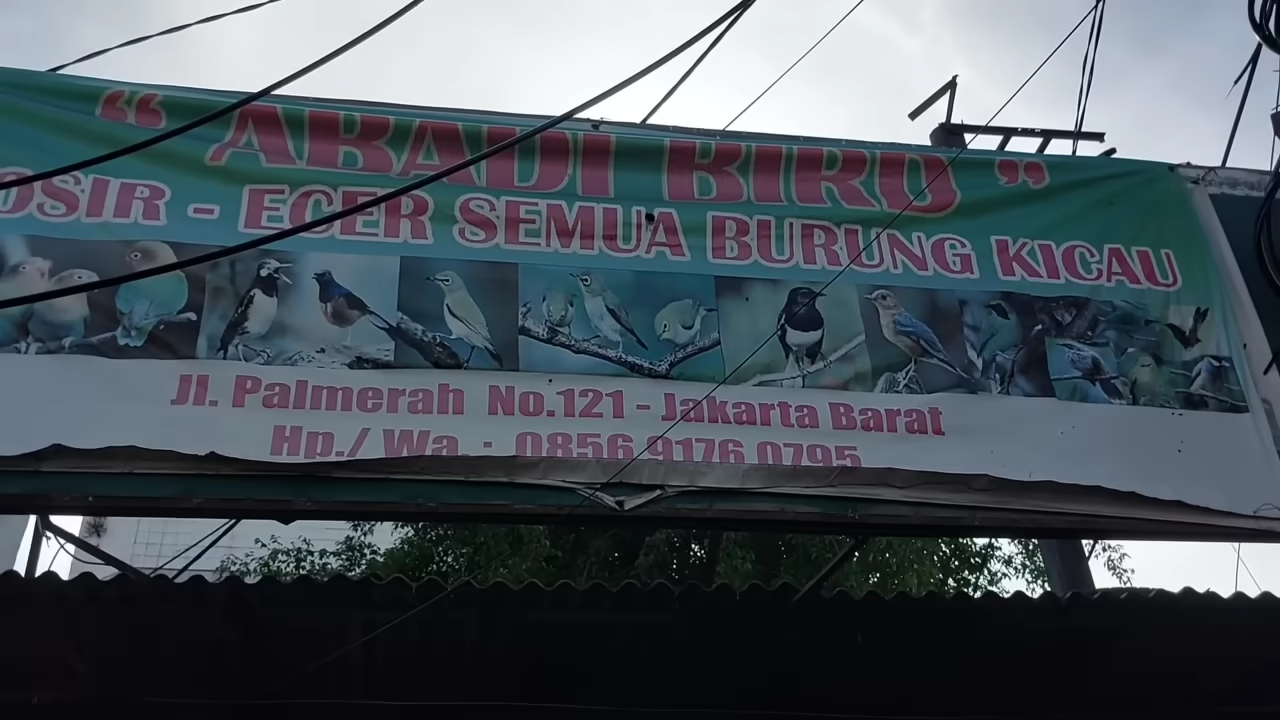 “ ABADI BIRD ”
OSIR - ECER SEMUA BURUNG KICAU
Jl. Palmerah No.121 - Jakarta Barat
Hp./ Wa. : 0856 9176 0795